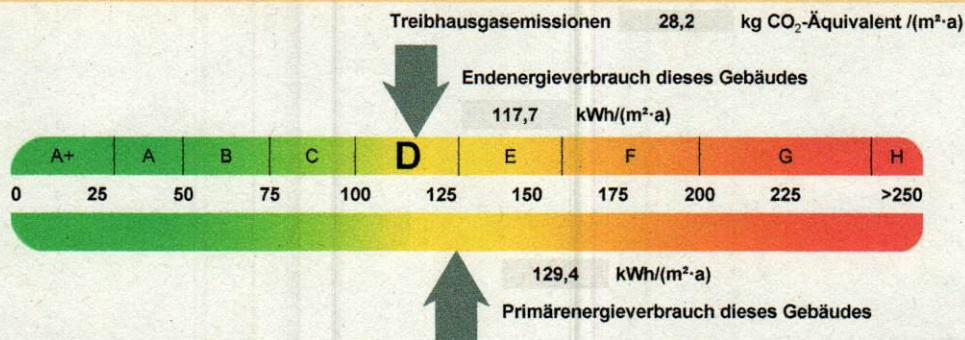 Treibhausgasemissionen 28,2 kg CO₂-Äquivalent /(m²·a)
Endenergieverbrauch dieses Gebäudes
117,7 kWh/(m²·a)
A+ A B C D E F G H
0 25 50 75 100 125 150 175 200 225 >250
129,4 kWh/(m²·a)
Primärenergieverbrauch dieses Gebäudes